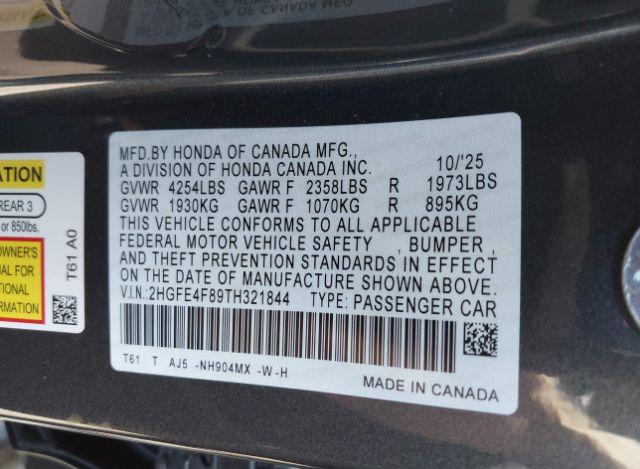 MFD.BY HONDA OF CANADA MFG.,
A DIVISION OF HONDA CANADA INC. 10/'25
GVWR 4254LBS GAWR F 2358LBS R 1973LBS
GVWR 1930KG GAWR F 1070KG R 895KG
THIS VEHICLE CONFORMS TO ALL APPLICABLE
FEDERAL MOTOR VEHICLE SAFETY , BUMPER ,
AND THEFT PREVENTION STANDARDS IN EFFECT
ON THE DATE OF MANUFACTURE SHOWN ABOVE.
V.I.N.:2HGFE4F89TH321844 TYPE: PASSENGER CAR
T61 T AJ5 -NH904MX -W-H
MADE IN CANADA
ATION
REAR 3
or 850lbs.
OWNER'S
UAL FOR
TIONAL
FORMATION
T61 A0